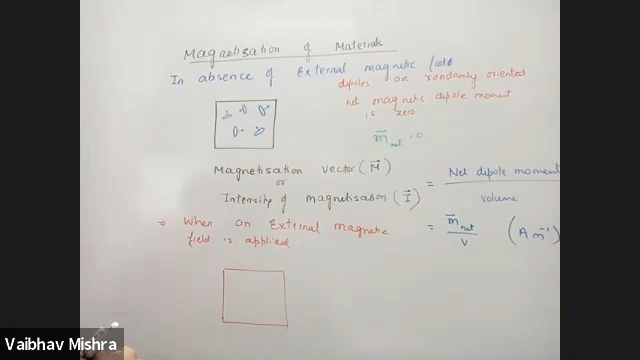 Magnetisation of Materials
In absence of External magnetic field
dipoles are randomly oriented
net magnetic dipole moment
is zero
m⃗ net = 0
Magnetisation vector (M⃗)
or
Intensity of magnetisation (I⃗)
= Net dipole moment
volume
= m⃗ net
v
(A m⁻¹)
⇒ When an External magnetic
field is applied
Vaibhav Mishra